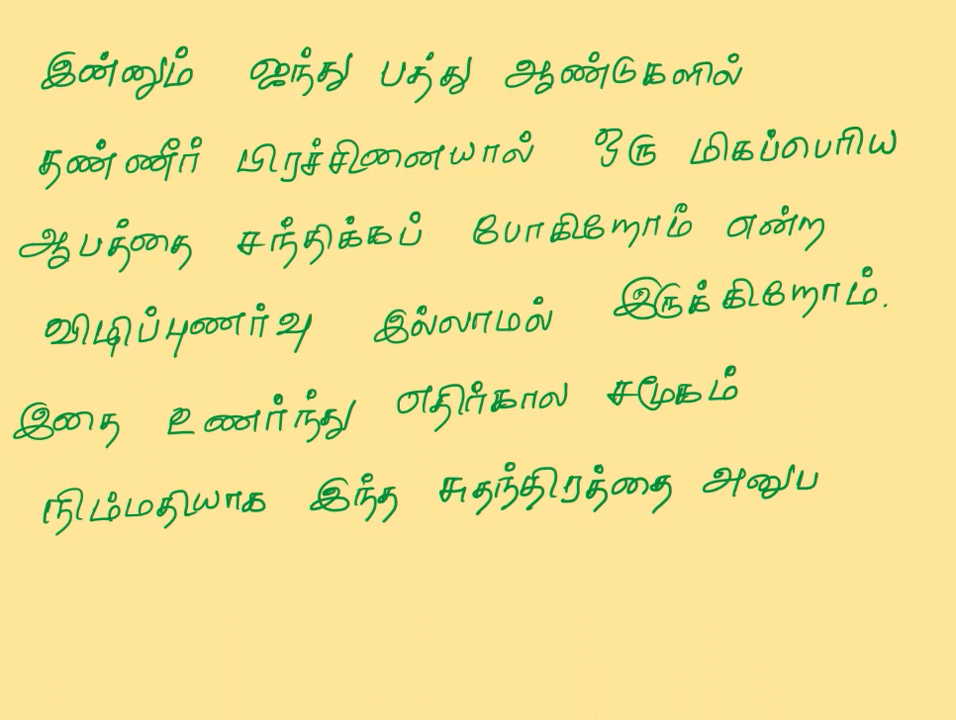 இன்னும் ஐந்து பத்து ஆண்டுகளில்
தண்ணீர் பிரச்சினையால் ஒரு மிகப்பெரிய
ஆபத்தை சந்திக்கப் போகிறோம் என்ற
விழிப்புணர்வு இல்லாமல் இருக்கிறோம்.
இதை உணர்ந்து எதிர்கால சமூகம்
நிம்மதியாக இந்த சுதந்திரத்தை அனுப